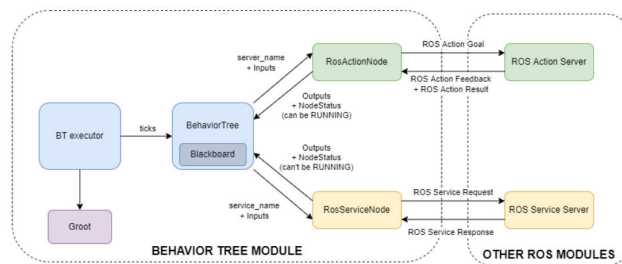 server_name
+ Inputs
RosActionNode
ROS Action Goal
ROS Action Server
ROS Action Feedback
+ ROS Action Result
Outputs
+ NodeStatus
(can be RUNNING)
BT executor
ticks
BehaviorTree
Blackboard
Outputs
+ NodeStatus
(can't be RUNNING)
service_name
+ Inputs
RosServiceNode
ROS Service Request
ROS Service Server
ROS Service Response
Groot
BEHAVIOR TREE MODULE
OTHER ROS MODULES